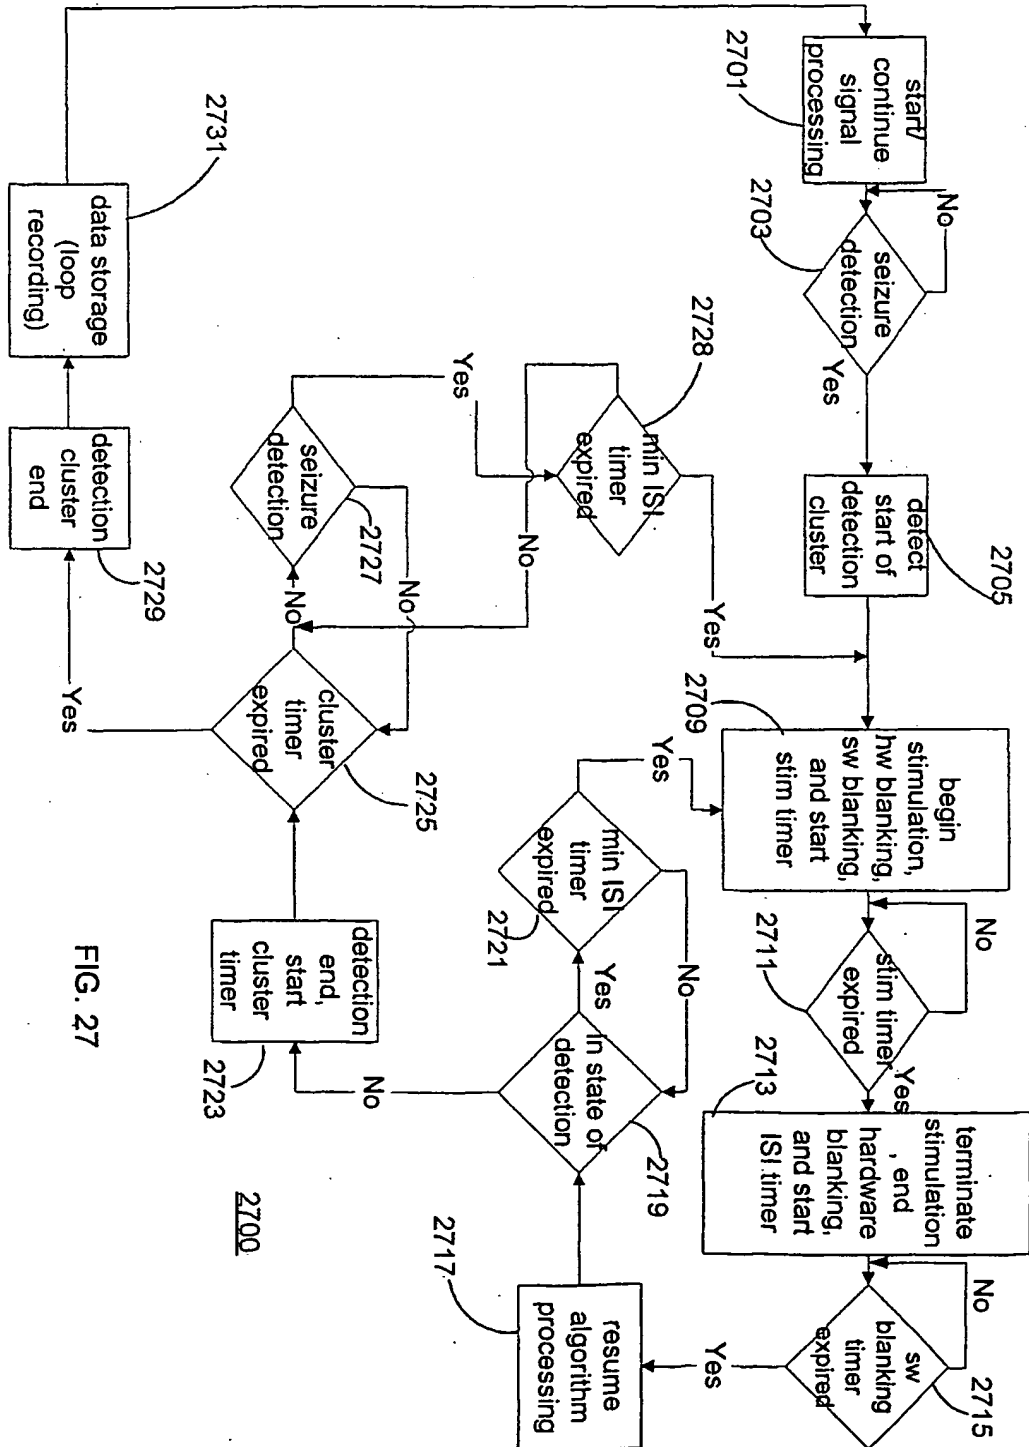 start/
continue
signal
processing
2701
No
seizure
detection
2703
Yes
detect
start of
detection
cluster
2705
begin
stimulation,
hw blanking,
sw blanking,
and start
stim timer
2709
No
stim timer
expired
2711
Yes
terminate
stimulation
, end
hardware
blanking,
and start
ISI timer
2713
No
sw
blanking
timer
expired
2715
Yes
resume
algorithm
processing
2717
in state of
detection
2719
Yes
No
min ISI
timer
expired
2721
Yes
No
detection
end,
start
cluster
timer
2723
cluster
timer
expired
2725
No
Yes
seizure
detection
2727
No
Yes
min ISI
timer
expired
2728
Yes
No
detection
cluster
end
2729
data storage
(loop
recording)
2731
2700
FIG. 27